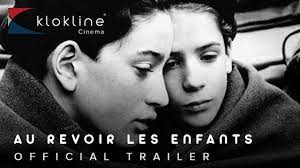 klokline®
Cinema
AU REVOIR LES ENFANTS
OFFICIAL TRAILER